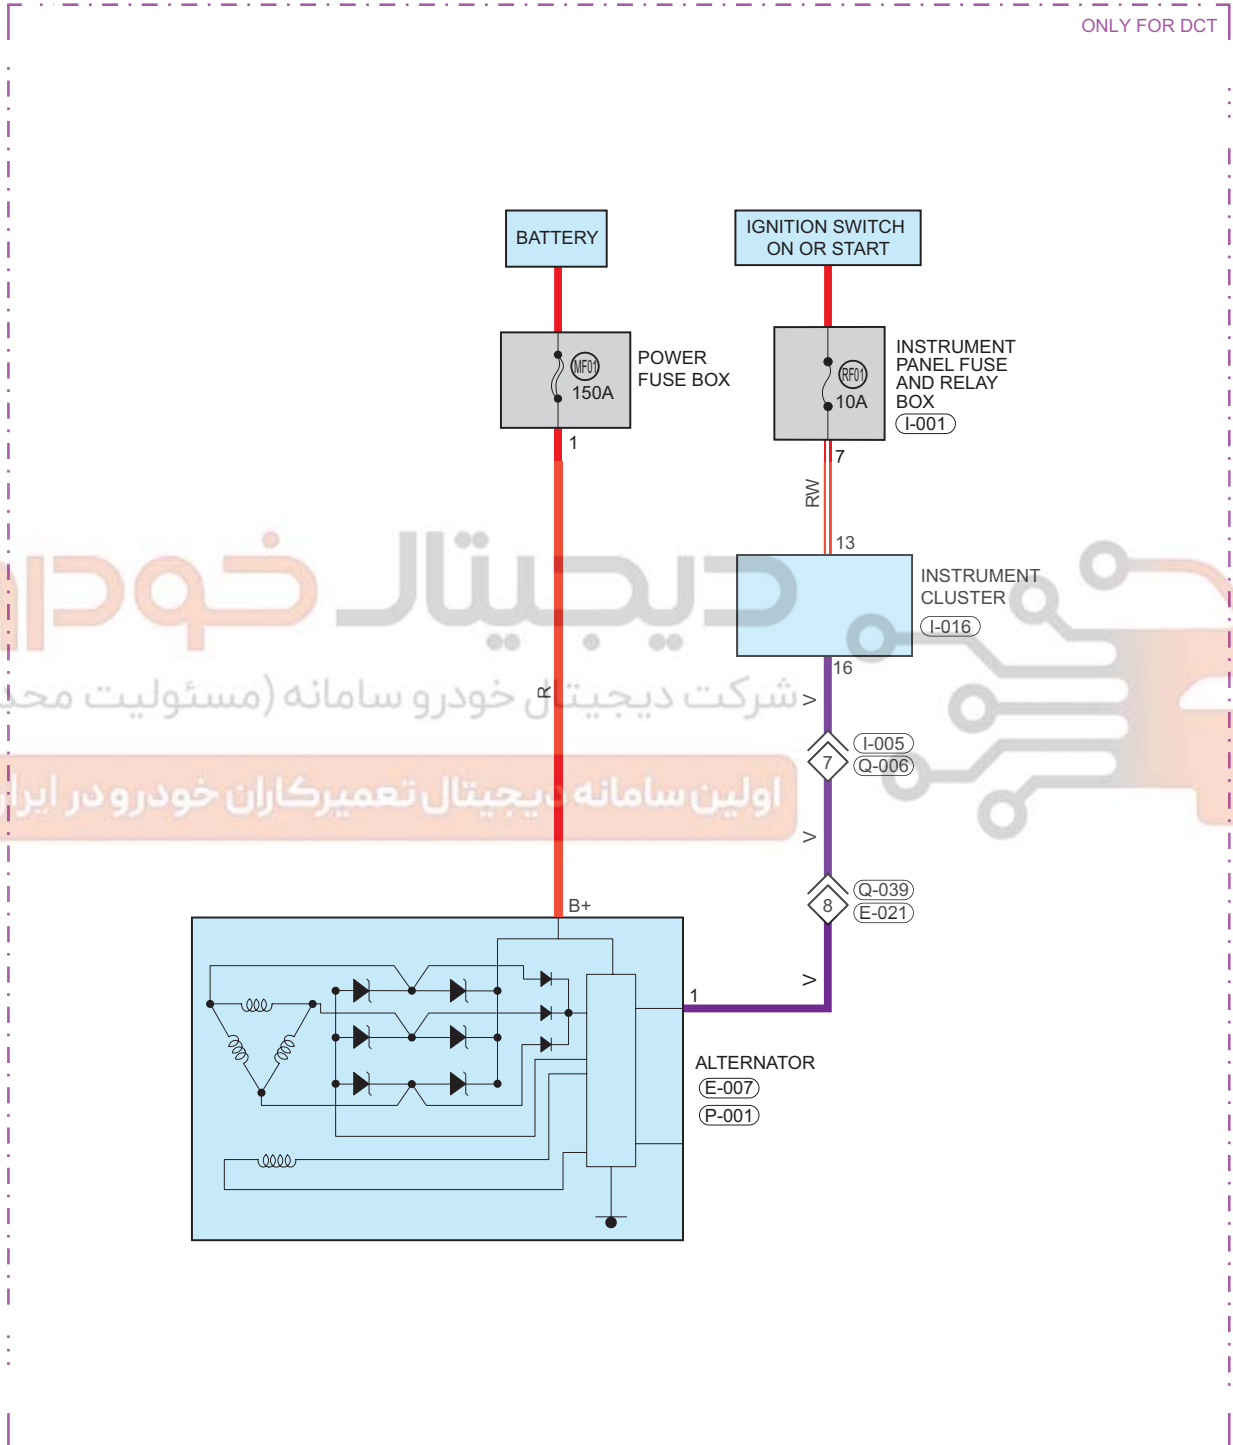 ONLY FOR DCT
BATTERY
IGNITION SWITCH
ON OR START
MF01
150A
POWER
FUSE BOX
RF01
10A
INSTRUMENT
PANEL FUSE
AND RELAY
BOX
I-001
1
7
RW
13
INSTRUMENT
CLUSTER
I-016
16
دیجیتال خودرو
شرکت دیجیتال خودرو سامانه (مسئولیت
اولین سامانه دیجیتال تعمیرکاران خودرو در ایران
R
V
7
I-005
Q-006
V
8
Q-039
E-021
B+
V
1
ALTERNATOR
E-007
P-001